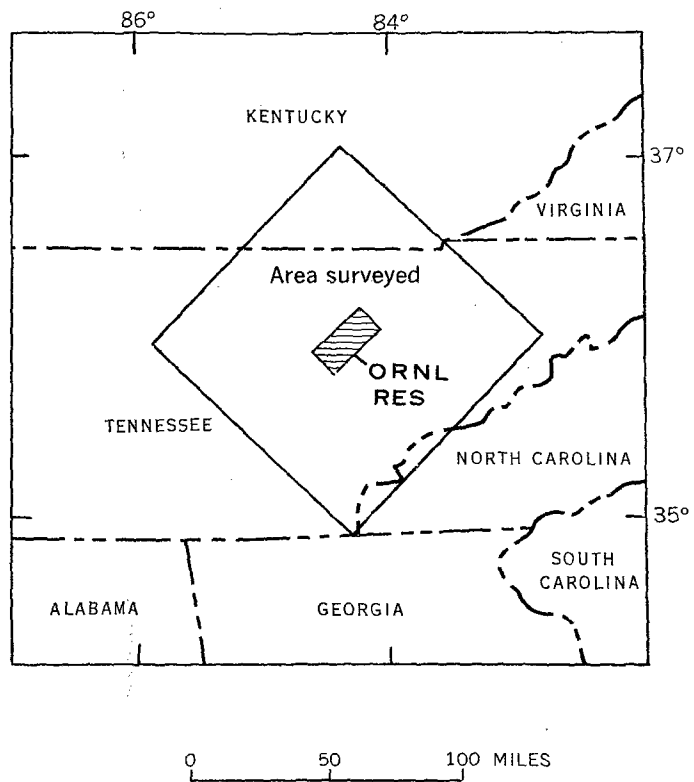 86° 84°
KENTUCKY
37°
VIRGINIA
Area surveyed
ORNL
RES
TENNESSEE
NORTH CAROLINA
35°
SOUTH
CAROLINA
ALABAMA
GEORGIA
0 50 100 MILES